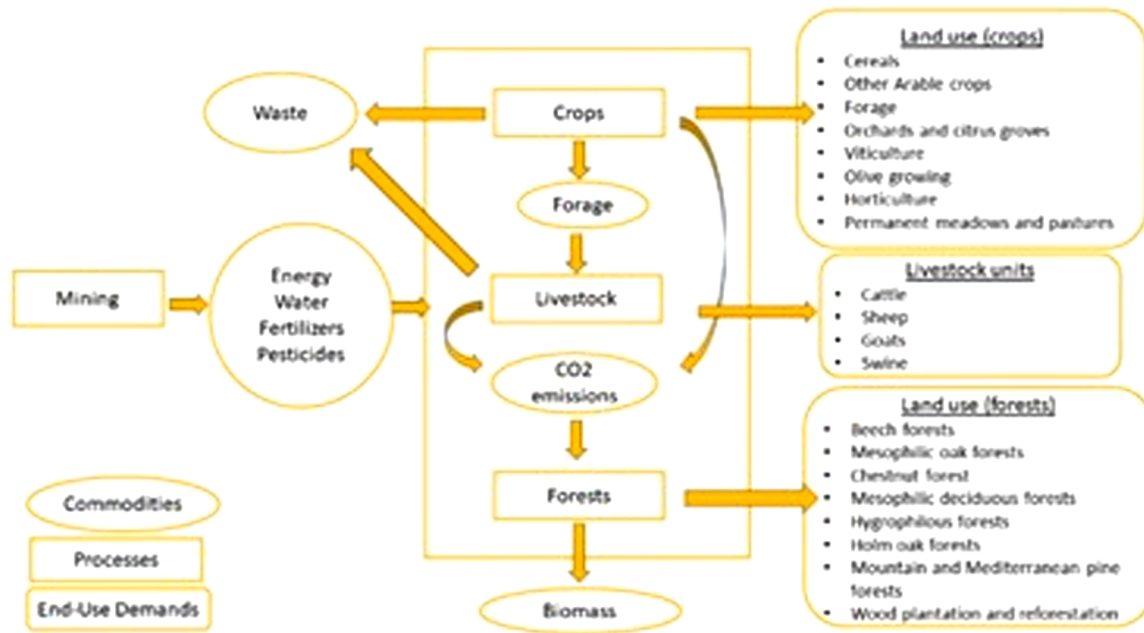 Waste
Mining
Energy
Water
Fertilizers
Pesticides
Crops
Forage
Livestock
CO2
emissions
Forests
Biomass
Land use (crops)
• Cereals
• Other Arable crops
• Forage
• Orchards and citrus groves
• Viticulture
• Olive growing
• Horticulture
• Permanent meadows and pastures
Livestock units
• Cattle
• Sheep
• Goats
• Swine
Land use (forests)
• Beech forests
• Mesophilic oak forests
• Chestnut forest
• Mesophilic deciduous forests
• Hygrophilous forests
• Holm oak forests
• Mountain and Mediterranean pine
forests
• Wood plantation and reforestation
Commodities
Processes
End-Use Demands